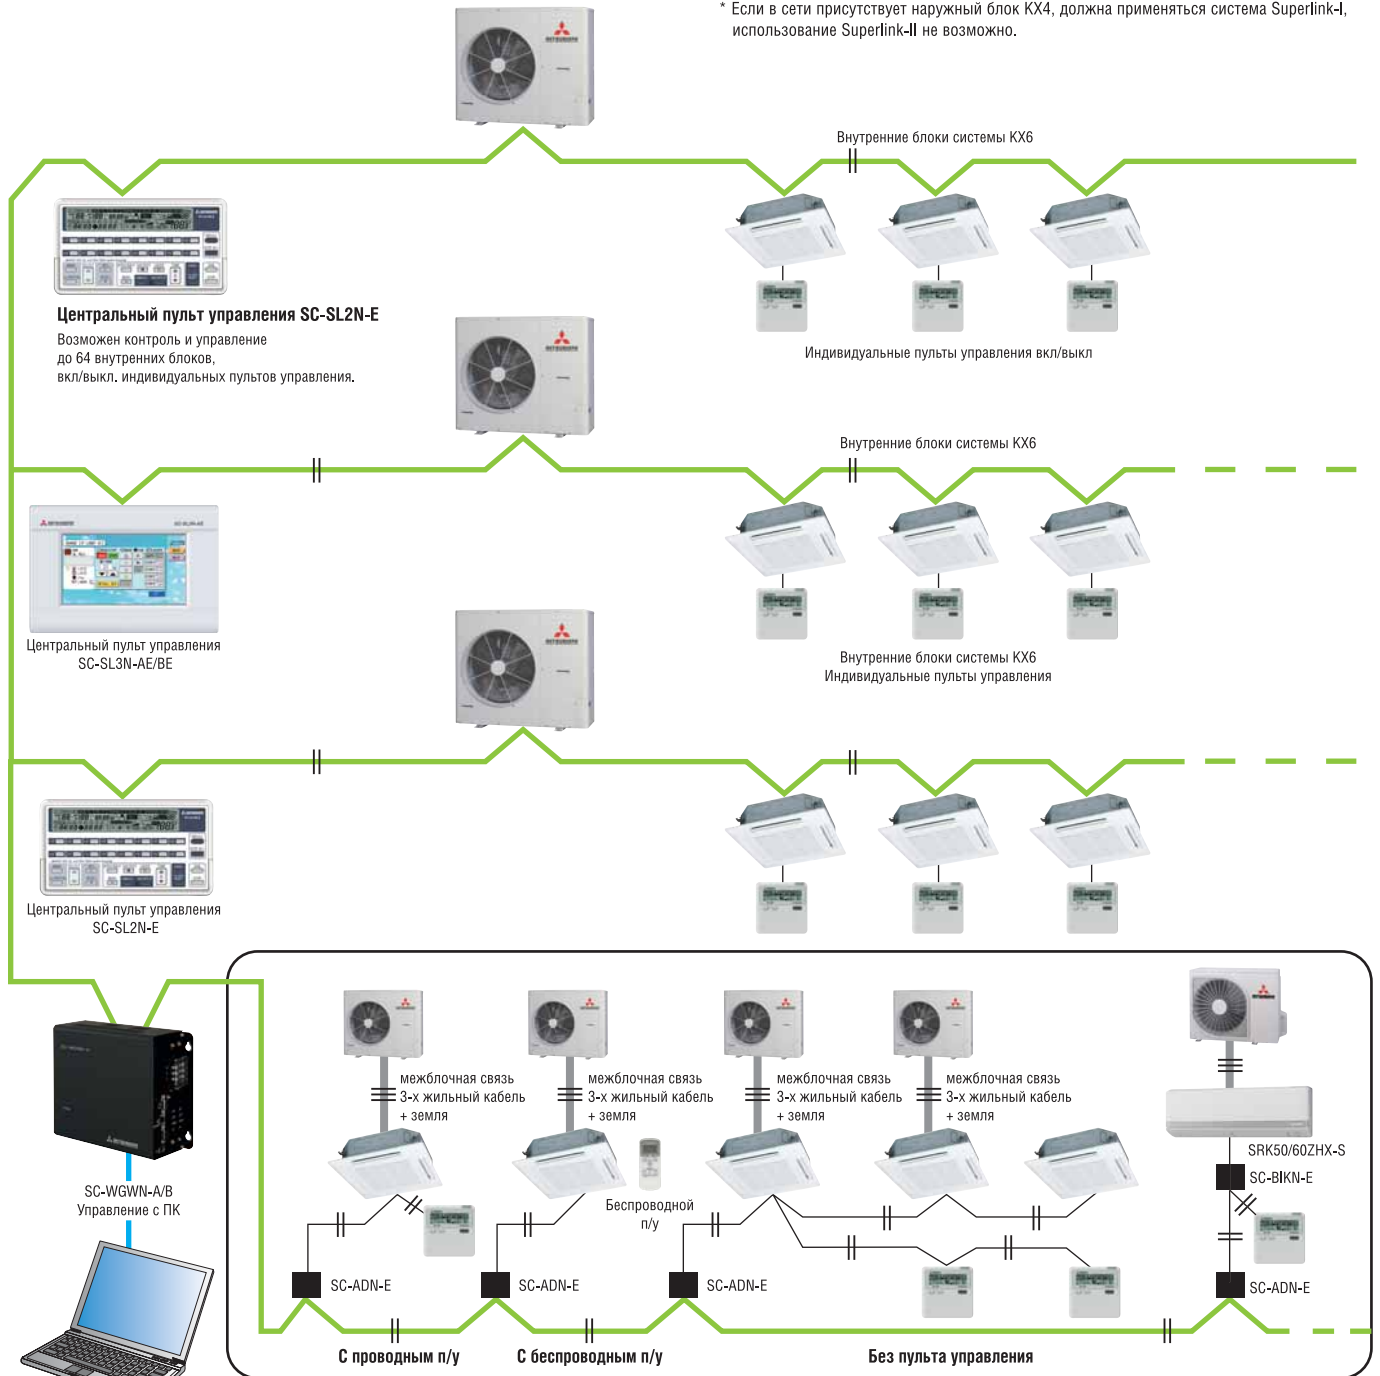 * Если в сети присутствует наружный блок KX4, должна применяться система Superlink-I,
использование Superlink-II не возможно.
Внутренние блоки системы KX6
Центральный пульт управления SC-SL2N-E
Возможен контроль и управление
до 64 внутренних блоков,
вкл/выкл. индивидуальных пультов управления.
Индивидуальные пульты управления вкл/выкл
Внутренние блоки системы KX6
Центральный пульт управления
SC-SL3N-AE/BE
Внутренние блоки системы KX6
Индивидуальные пульты управления
Центральный пульт управления
SC-SL2N-E
межблочная связь
3-х жильный кабель
+ земля
межблочная связь
3-х жильный кабель
+ земля
межблочная связь
3-х жильный кабель
+ земля
межблочная связь
3-х жильный кабель
+ земля
SRK50/60ZHX-S
SC-BIKN-E
SC-WGWN-A/B
Управление с ПК
Беспроводной
п/у
SC-ADN-E
SC-ADN-E
SC-ADN-E
SC-ADN-E
С проводным п/у
С беспроводным п/у
Без пульта управления